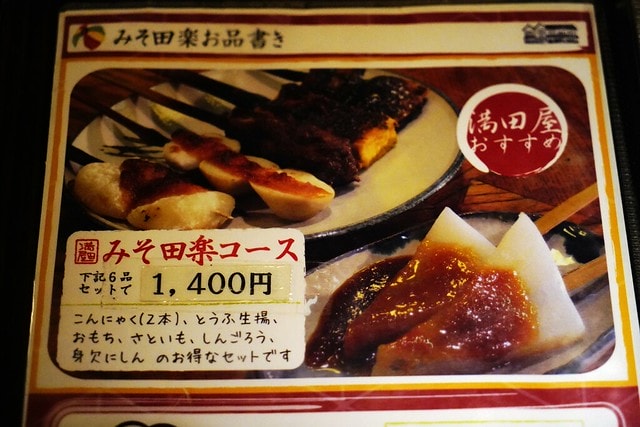 みそ田楽お品書き
満田屋
おすすめ
満田屋
みそ田楽コース
下記6品
セットで
1,400円
こんにゃく(2本)、とうふ生揚、
おもち、さといも、しんごろう、
身欠にしん のお得なセットです